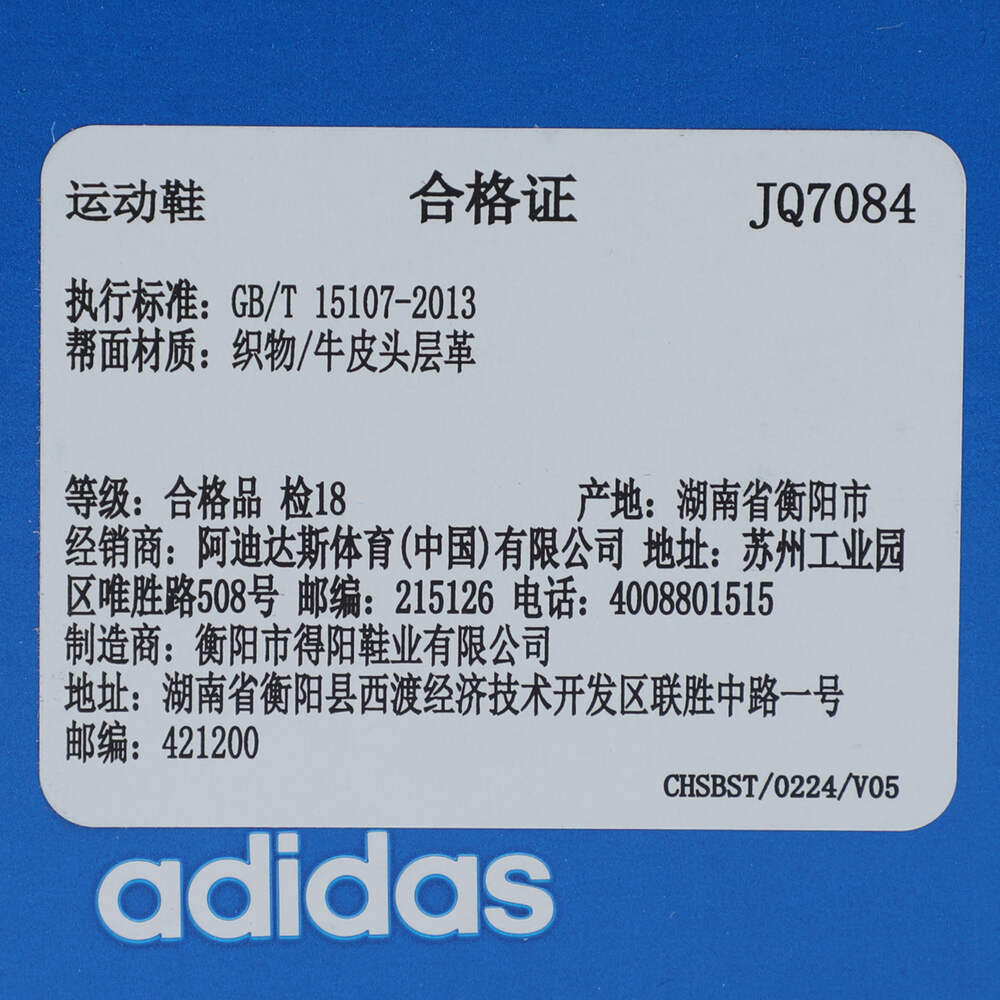 运动鞋 合格证 JQ7084
执行标准：GB/T 15107-2013
帮面材质：织物/牛皮头层革
等级：合格品 检18 产地：湖南省衡阳市
经销商：阿迪达斯体育(中国)有限公司 地址：苏州工业园
区唯胜路508号 邮编：215126 电话：4008801515
制造商：衡阳市得阳鞋业有限公司
地址：湖南省衡阳县西渡经济技术开发区联胜中路一号
邮编：421200
CHSBST/0224/V05
adidas